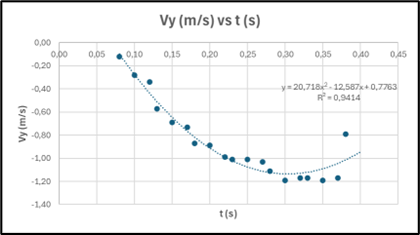 Vy (m/s) vs t (s)
0,00
0,00 0,05 0,10 0,15 0,20 0,25 0,30 0,35 0,40 0,45
-0,20
y = 20,718x² - 12,587x + 0,7763
-0,40
R² = 0,9414
-0,60
Vy (m/s)
-0,80
-1,00
-1,20
-1,40
t (s)